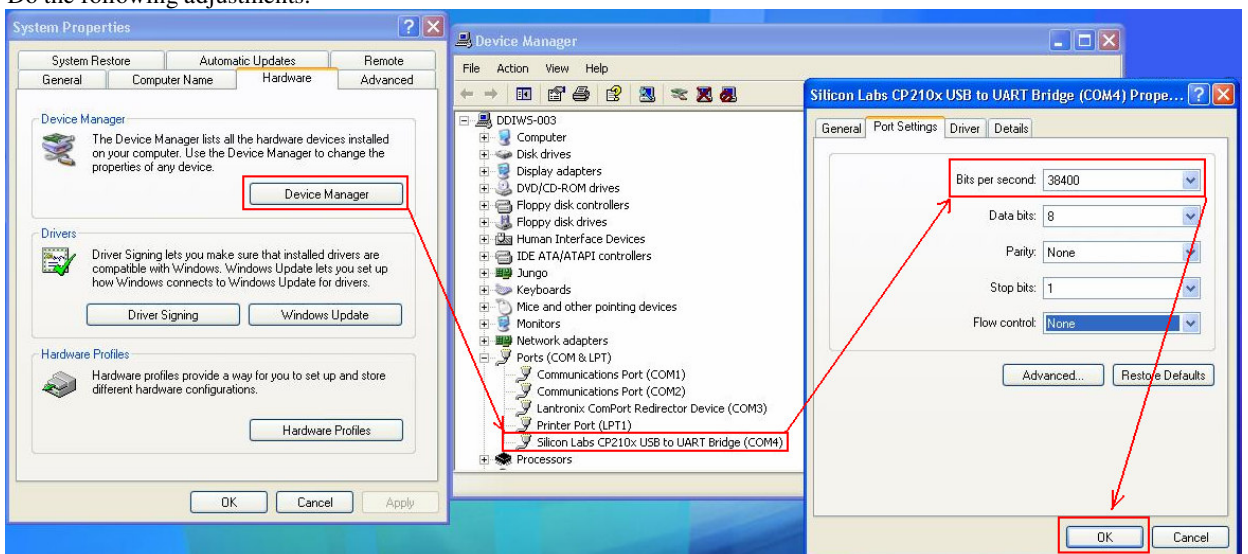 Do the following adjustments:
System Properties
System Restore
Automatic Updates
Remote
General
Computer Name
Hardware
Advanced
Device Manager
The Device Manager lists all the hardware devices installed
on your computer. Use the Device Manager to change the
properties of any device.
Device Manager
Drivers
Driver Signing lets you make sure that installed drivers are
compatible with Windows. Windows Update lets you set up
how Windows connects to Windows Update for drivers.
Driver Signing
Windows Update
Hardware Profiles
Hardware profiles provide a way for you to set up and store
different hardware configurations.
Hardware Profiles
OK
Cancel
Apply
Device Manager
File Action View Help
DDIWS-003
Computer
Disk drives
Display adapters
DVD/CD-ROM drives
Floppy disk controllers
Floppy disk drives
Human Interface Devices
IDE ATA/ATAPI controllers
Jungo
Keyboards
Mice and other pointing devices
Monitors
Network adapters
Ports (COM & LPT)
Communications Port (COM1)
Communications Port (COM2)
Lantronix ComPort Redirector Device (COM3)
Printer Port (LPT1)
Silicon Labs CP210x USB to UART Bridge (COM4)
Processors
Silicon Labs CP210x USB to UART Bridge (COM4) Prope...
General
Port Settings
Driver
Details
Bits per second: 38400
Data bits: 8
Parity: None
Stop bits: 1
Flow control: None
Advanced...
Restore Defaults
OK
Cancel